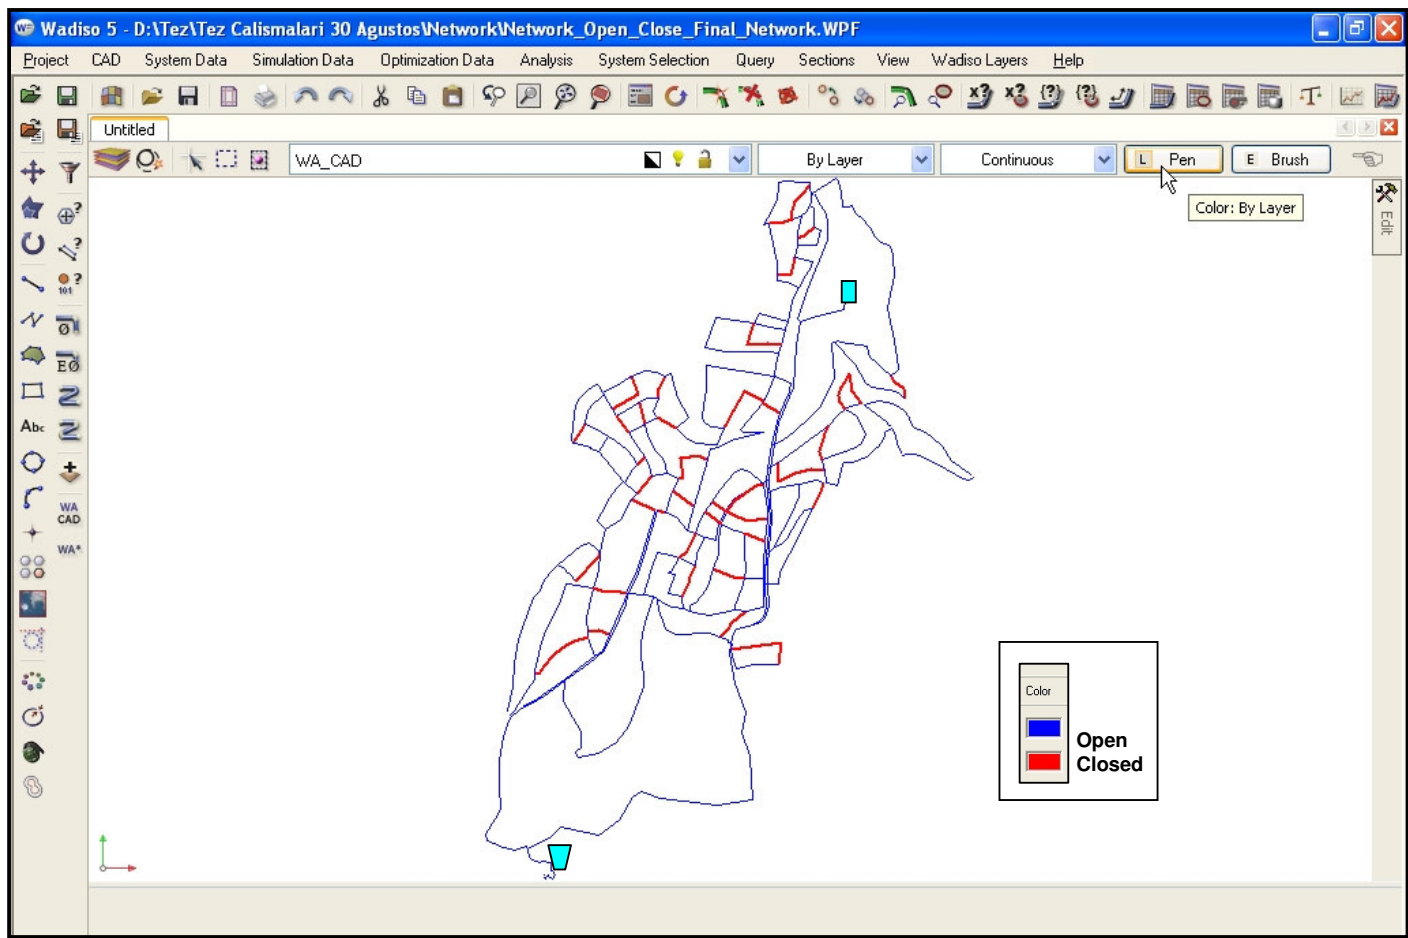 Wadiso 5 - D:\Tez\Tez Calismalari 30 Agustos\Network\Network_Open_Close_Final_Network.WPF
Project CAD System Data Simulation Data Optimization Data Analysis System Selection Query Sections View Wadiso Layers Help
Untitled
WA_CAD By Layer Continuous L Pen E Brush
Color: By Layer
Edit
101
Ø
EØ
Abc
WA
CAD
WA*
Color
Open
Closed